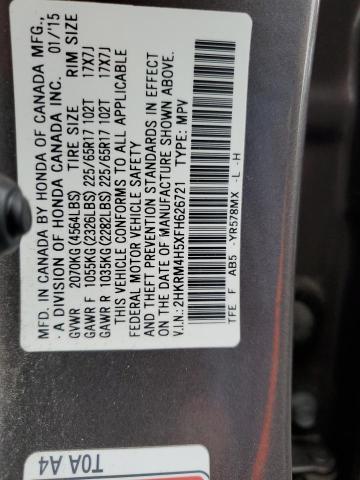 MFD. IN CANADA BY HONDA OF CANADA MFG.,
A DIVISION OF HONDA CANADA INC. 01/15
GVWR 2070KG(4564LBS) TIRE SIZE RIM SIZE
GAWR F 1055KG(2326LBS) 225/65R17 102T 17X7J
GAWR R 1035KG(2282LBS) 225/65R17 102T 17X7J
THIS VEHICLE CONFORMS TO ALL APPLICABLE
FEDERAL MOTOR VEHICLE SAFETY
AND THEFT PREVENTION STANDARDS IN EFFECT
ON THE DATE OF MANUFACTURE SHOWN ABOVE.
V.I.N.: 2HKRM4H5XFH626721 TYPE: MPV
TFE F AB5 -YR578MX -L -H
T0A A4